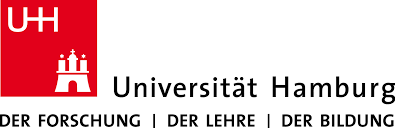 UHH
Universität Hamburg
DER FORSCHUNG | DER LEHRE | DER BILDUNG